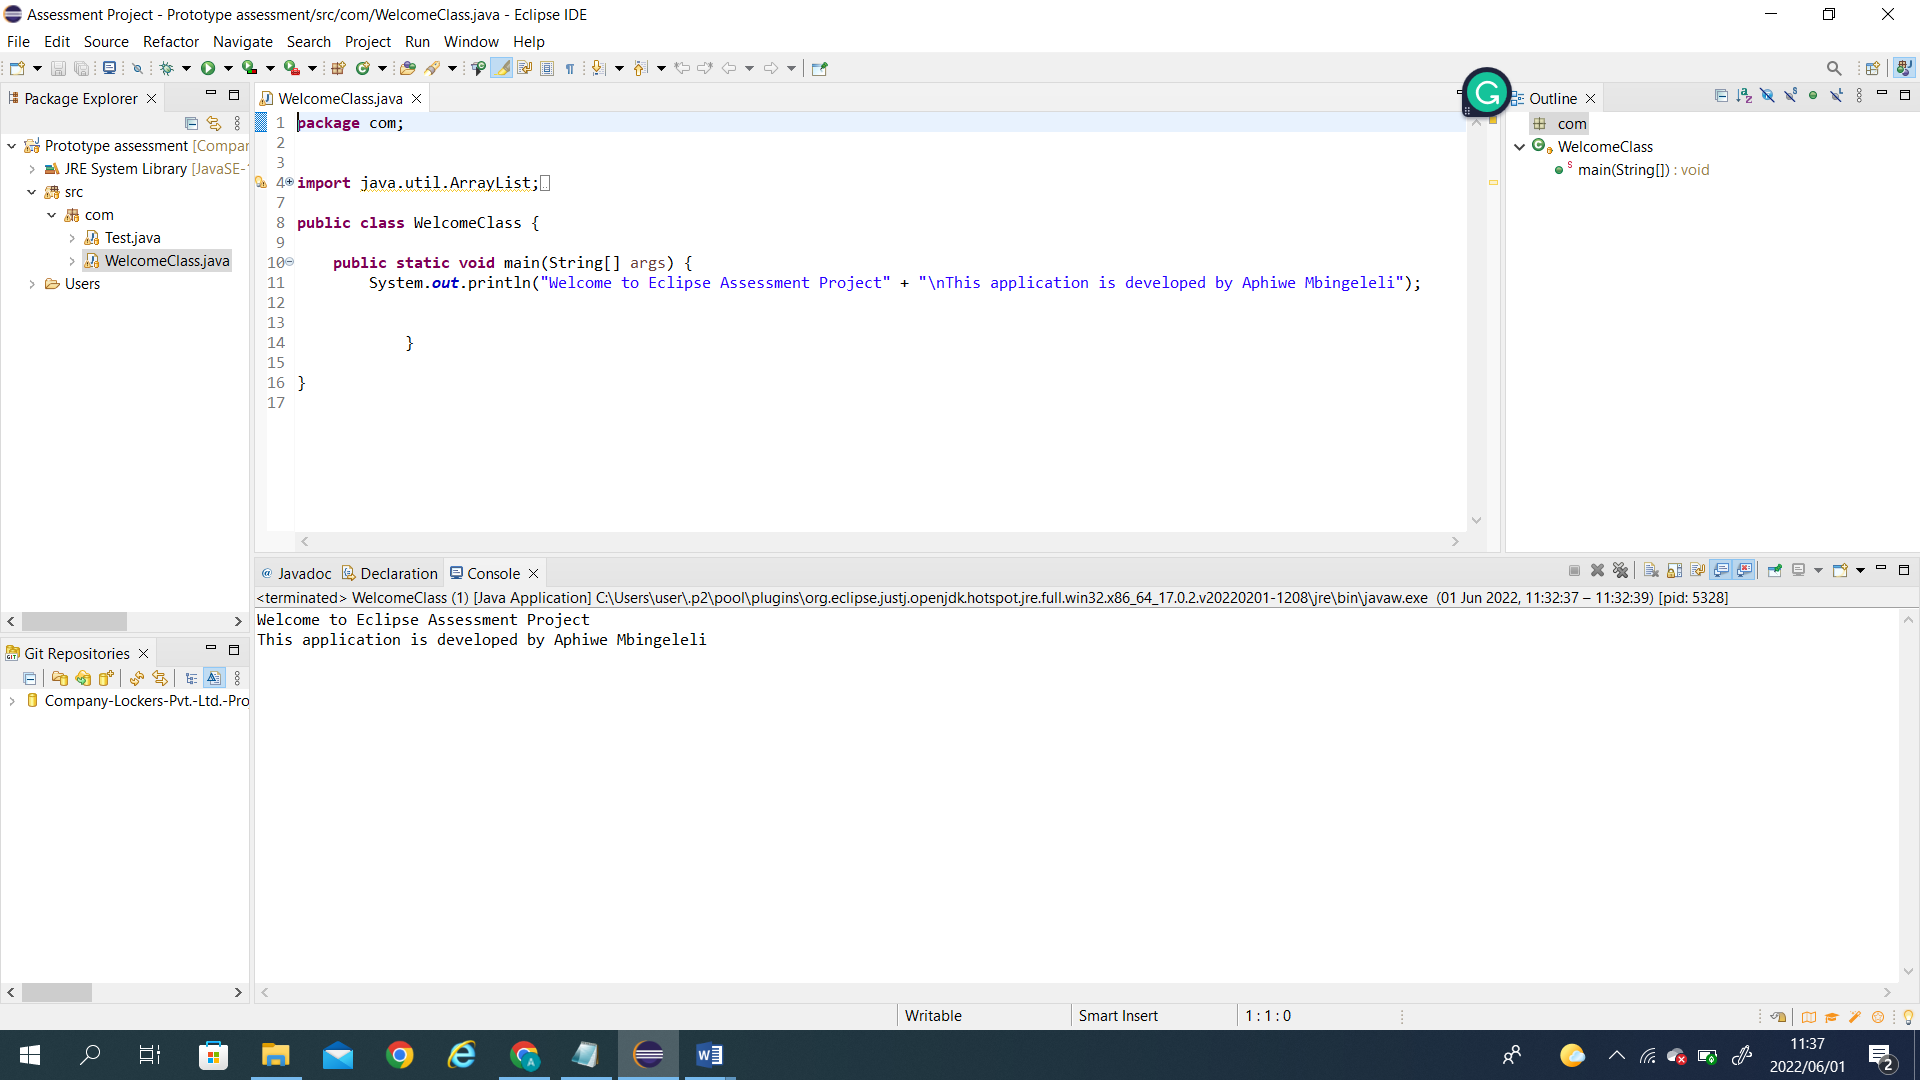 Assessment Project - Prototype assessment/src/com/WelcomeClass.java - Eclipse IDE
File Edit Source Refactor Navigate Search Project Run Window Help
Package Explorer
WelcomeClass.java
Outline
Prototype assessment [Compar
JRE System Library [JavaSE-
src
com
Test.java
WelcomeClass.java
Users
1 package com;
2
3
4 import java.util.ArrayList;
7
8 public class WelcomeClass {
9
10 public static void main(String[] args) {
11 System.out.println("Welcome to Eclipse Assessment Project" + "\nThis application is developed by Aphiwe Mbingeleli");
12
13
14 }
15
16 }
17
com
WelcomeClass
main(String[]) : void
Git Repositories
Company-Lockers-Pvt.-Ltd.-Pro
@ Javadoc Declaration Console
<terminated> WelcomeClass (1) [Java Application] C:\Users\user\.p2\pool\plugins\org.eclipse.justj.openjdk.hotspot.jre.full.win32.x86_64_17.0.2.v20220201-1208\jre\bin\javaw.exe (01 Jun 2022, 11:32:37 – 11:32:39) [pid: 5328]
Welcome to Eclipse Assessment Project
This application is developed by Aphiwe Mbingeleli
Writable Smart Insert 1 : 1 : 0
11:37
2022/06/01
2